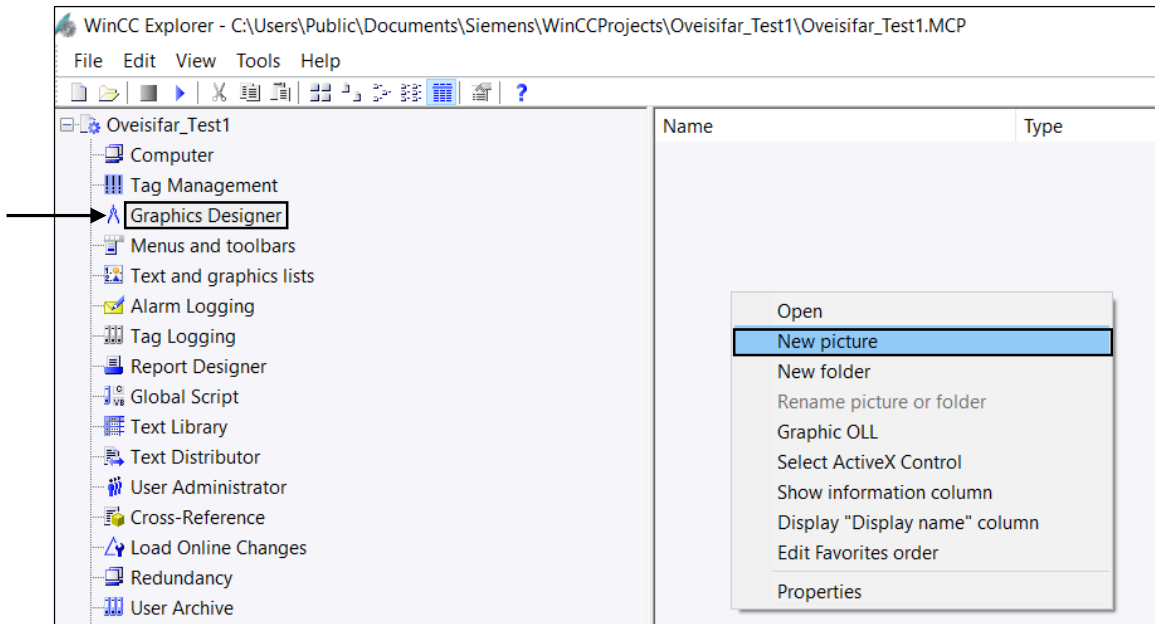 WinCC Explorer - C:\Users\Public\Documents\Siemens\WinCCProjects\Oveisifar_Test1\Oveisifar_Test1.MCP
File Edit View Tools Help
Oveisifar_Test1
Computer
Tag Management
Graphics Designer
Menus and toolbars
Text and graphics lists
Alarm Logging
Tag Logging
Report Designer
Global Script
Text Library
Text Distributor
User Administrator
Cross-Reference
Load Online Changes
Redundancy
User Archive
Name Type
Open
New picture
New folder
Rename picture or folder
Graphic OLL
Select ActiveX Control
Show information column
Display "Display name" column
Edit Favorites order
Properties